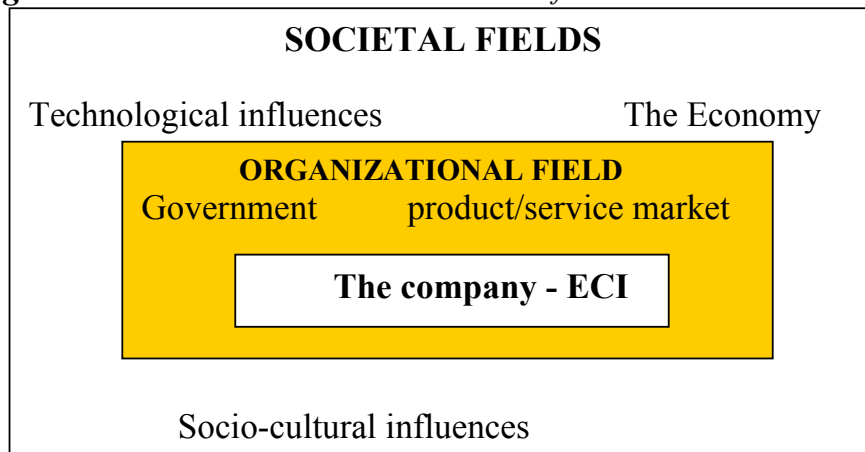 SOCIETAL FIELDS
Technological influences The Economy
ORGANIZATIONAL FIELD
Government product/service market
The company - ECI
Socio-cultural influences